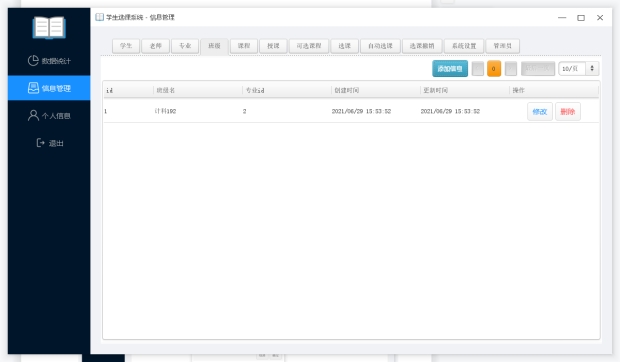 学生选课系统 - 信息管理
数据统计
信息管理
个人信息
退出
学生 老师 专业 班级 课程 授课 可选课程 选课 自动选课 选课撤销 系统设置 管理员
添加信息 0 10/页
id 班级名 专业id 创建时间 更新时间 操作
1 计科192 2 2021/06/29 15:53:52 2021/06/29 15:53:52 修改 删除